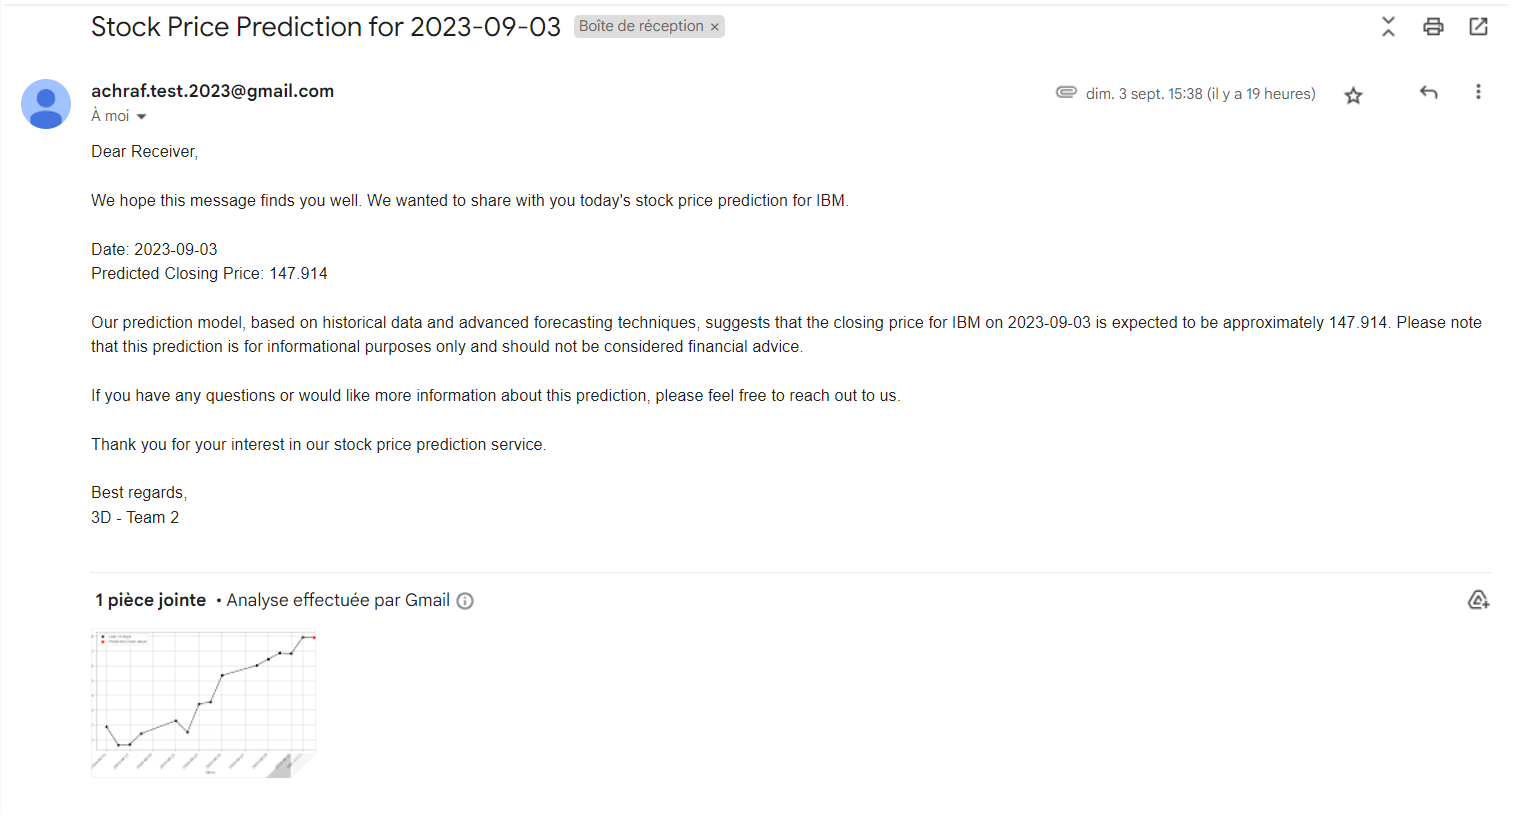 Stock Price Prediction for 2023-09-03
Boîte de réception ×
achraf.test.2023@gmail.com
dim. 3 sept. 15:38 (il y a 19 heures)
À moi
Dear Receiver,
We hope this message finds you well. We wanted to share with you today's stock price prediction for IBM.
Date: 2023-09-03
Predicted Closing Price: 147.914
Our prediction model, based on historical data and advanced forecasting techniques, suggests that the closing price for IBM on 2023-09-03 is expected to be approximately 147.914. Please note
that this prediction is for informational purposes only and should not be considered financial advice.
If you have any questions or would like more information about this prediction, please feel free to reach out to us.
Thank you for your interest in our stock price prediction service.
Best regards,
3D - Team 2
1 pièce jointe • Analyse effectuée par Gmail